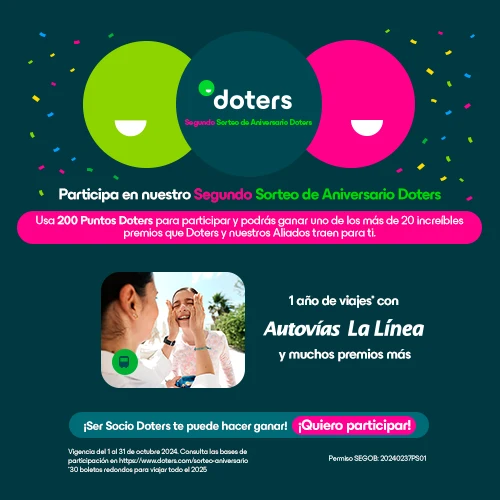 doters
Segundo Sorteo de Aniversario Doters
Participa en nuestro Segundo Sorteo de Aniversario Doters
Usa 200 Puntos Doters para participar y podrás ganar uno de los más de 20 increíbles
premios que Doters y nuestros Aliados traen para ti.
1 año de viajes* con
Autovías La Línea
y muchos premios más
¡Ser Socio Doters te puede hacer ganar! ¡Quiero participar!
Vigencia del 1 al 31 de octubre 2024. Consulta las bases de
participación en https://www.doters.com/sorteo-aniversario
*30 boletos redondos para viajar todo el 2025
Permiso SEGOB: 20240237PS01